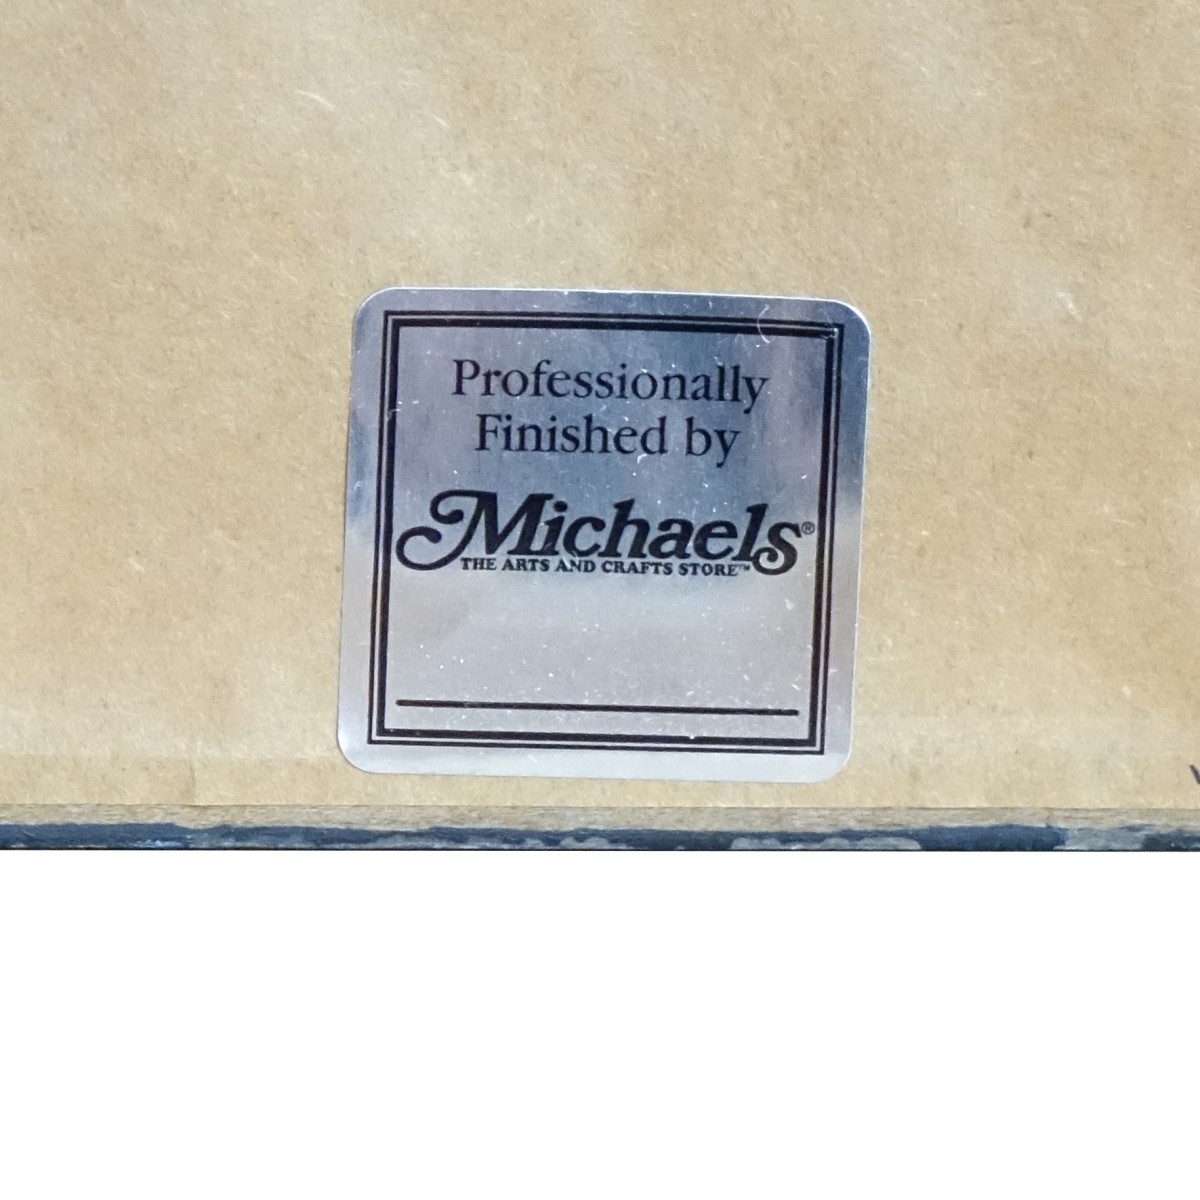 Professionally
Finished by
Michaels®
THE ARTS AND CRAFTS STORE™